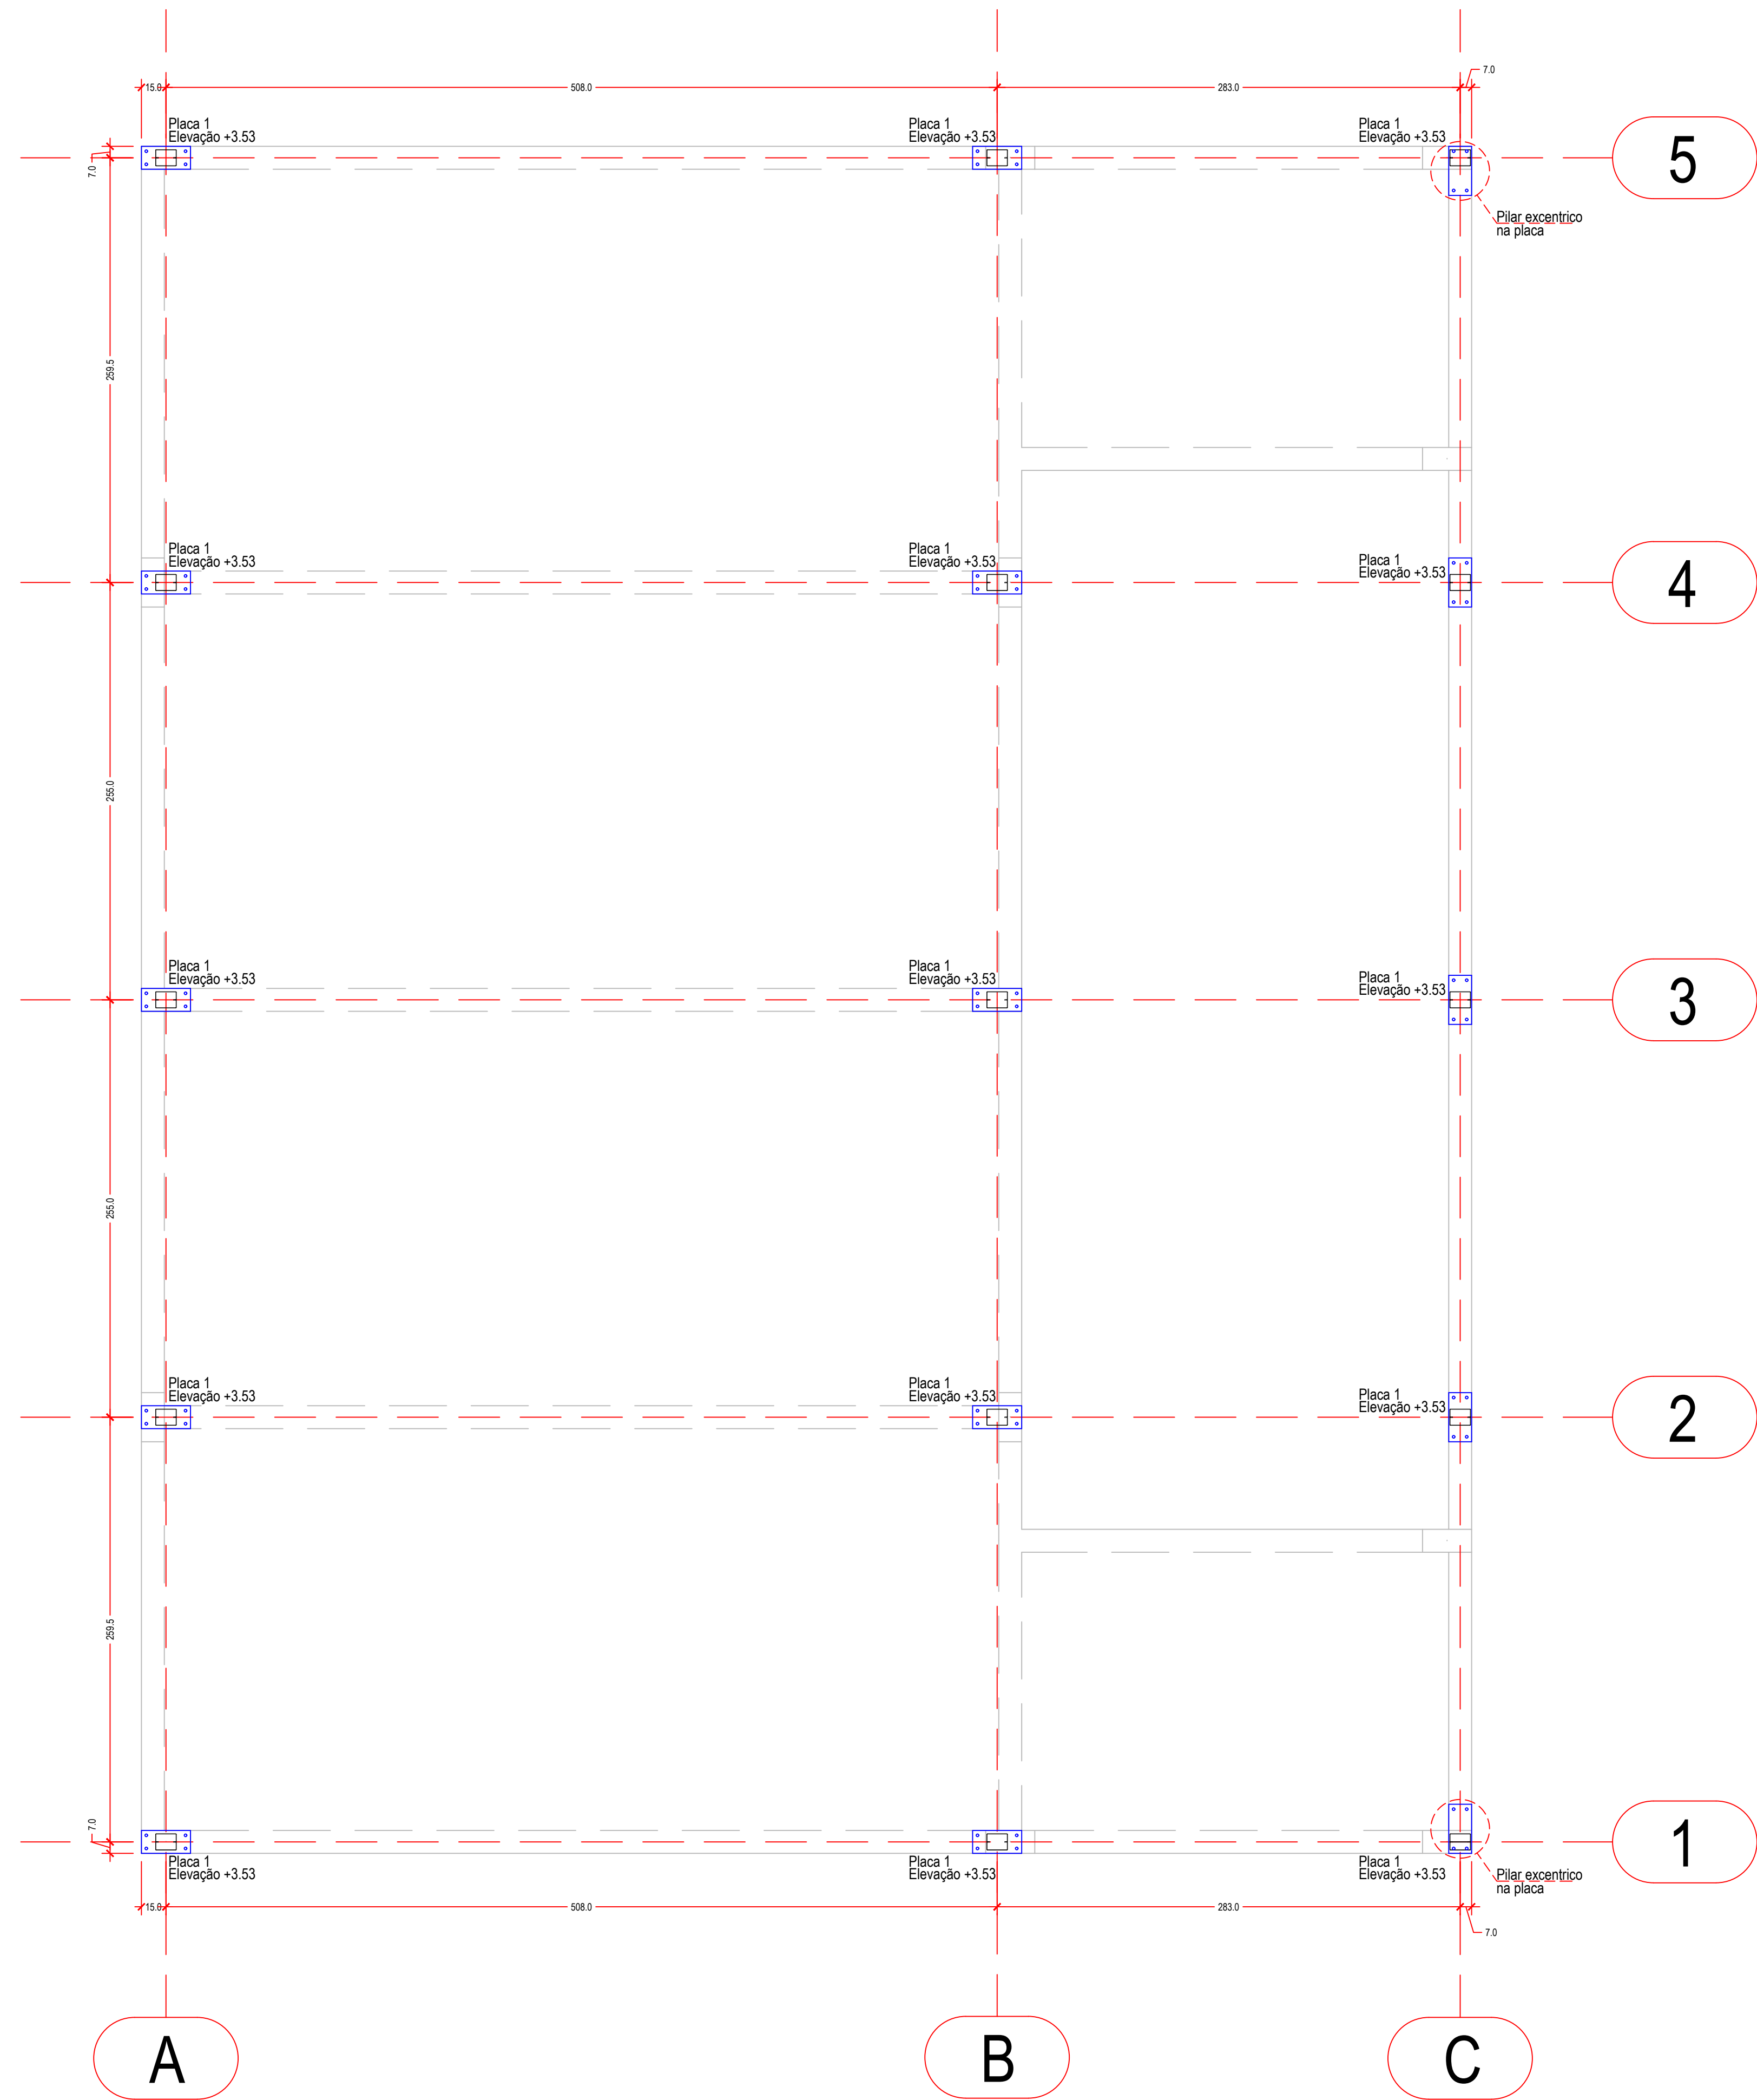 7.0
15.0
508.0
283.0
Placa 1
Elevação +3.53
Placa 1
Elevação +3.53
Placa 1
Elevação +3.53
5
7.0
Pilar excentrico
na placa
259.5
Placa 1
Elevação +3.53
Placa 1
Elevação +3.53
Placa 1
Elevação +3.53
4
255.0
Placa 1
Elevação +3.53
Placa 1
Elevação +3.53
Placa 1
Elevação +3.53
3
255.0
Placa 1
Elevação +3.53
Placa 1
Elevação +3.53
Placa 1
Elevação +3.53
2
259.5
7.0
1
Placa 1
Elevação +3.53
Placa 1
Elevação +3.53
Placa 1
Elevação +3.53
Pilar excentrico
na placa
15.0
508.0
283.0
7.0
A
B
C